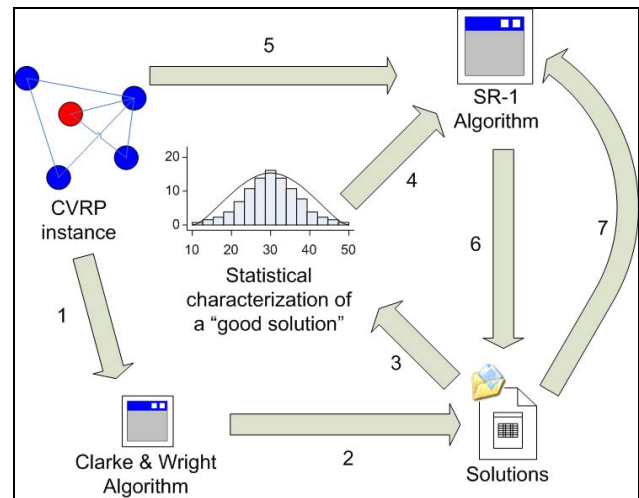 5
SR-1
Algorithm
CVRP
instance
20
10
0
10 20 30 40 50
4
Statistical
characterization of
a “good solution”
6
7
1
3
Clarke & Wright
Algorithm
2
Solutions